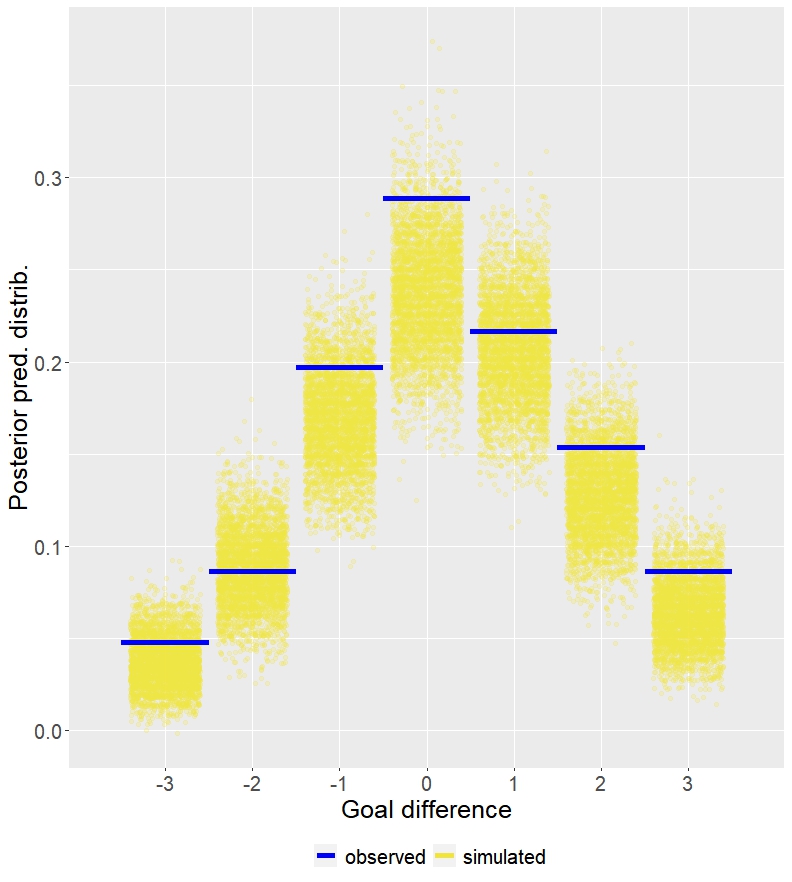 Posterior pred. distrib.
0.3
0.2
0.1
0.0
-3 -2 -1 0 1 2 3
Goal difference
observed simulated